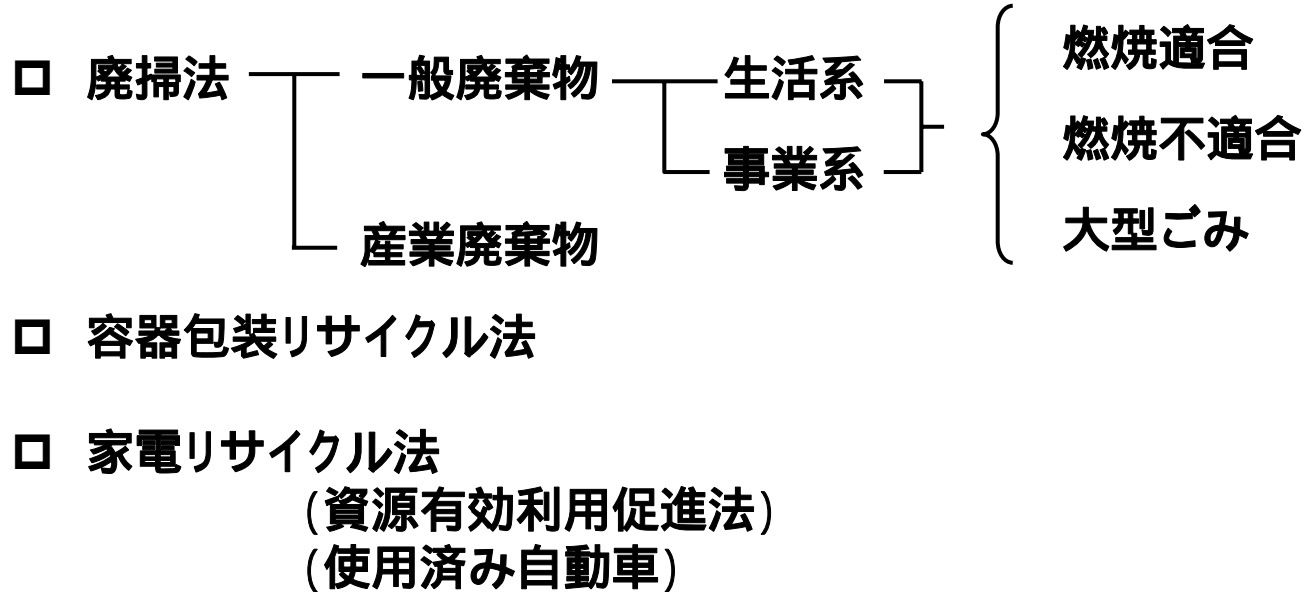 廃掃法 一般廃棄物 生活系 燃焼適合
事業系 燃焼不適合
産業廃棄物 大型ごみ
容器包装リサイクル法
家電リサイクル法
(資源有効利用促進法)
(使用済み自動車)